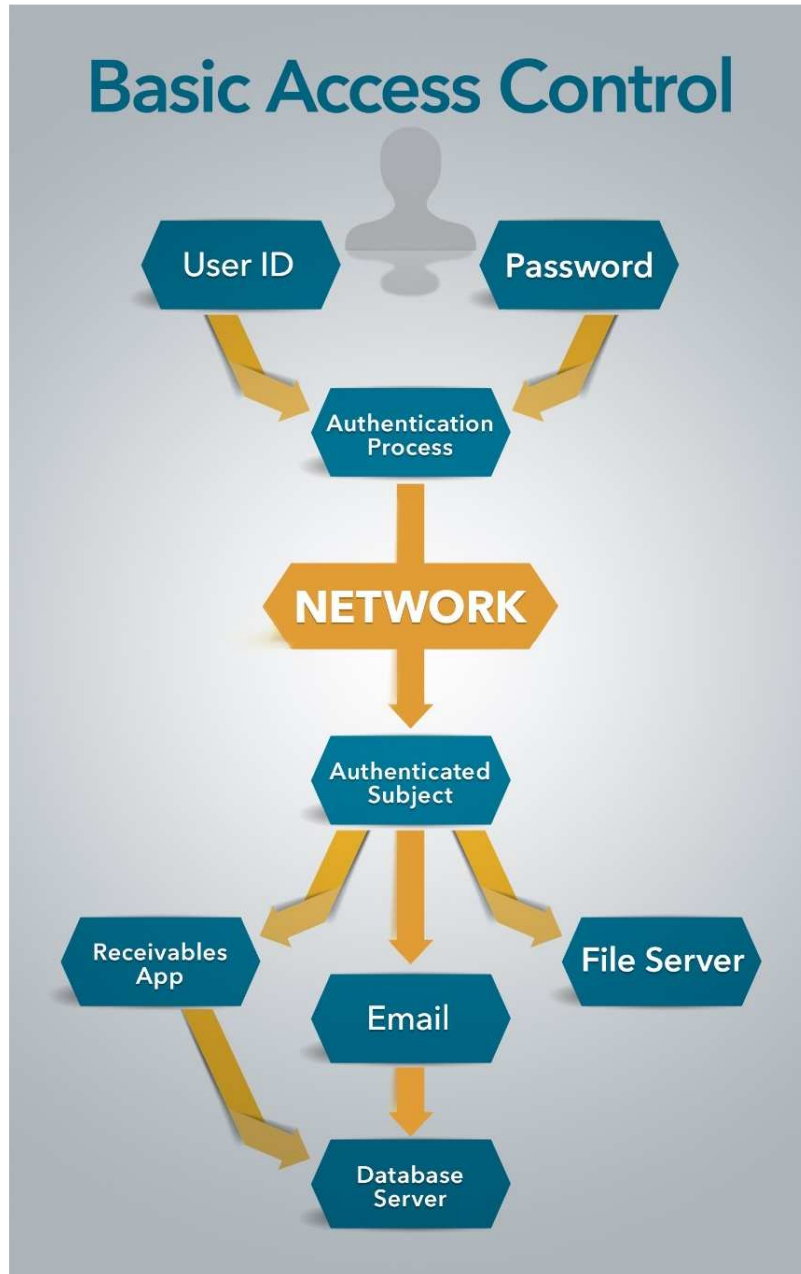 Basic Access Control
User ID
Password
Authentication
Process
NETWORK
Authenticated
Subject
Receivables
App
File Server
Email
Database
Server